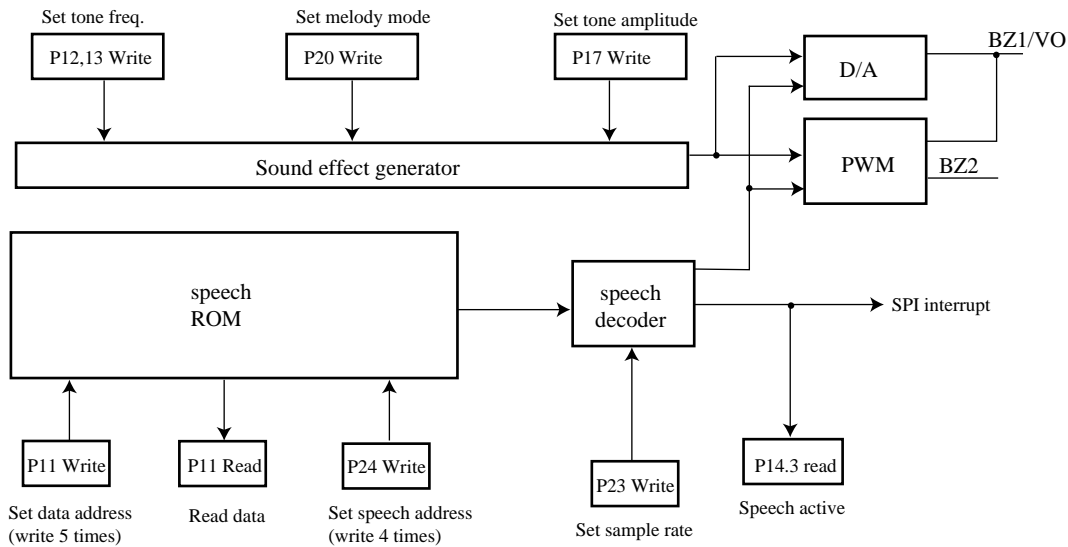 Set tone freq.
Set melody mode
Set tone amplitude
P12,13 Write
P20 Write
P17 Write
BZ1/VO
D/A
Sound effect generator
PWM
BZ2
speech
ROM
speech
decoder
SPI interrupt
P11 Write
P11 Read
P24 Write
P23 Write
P14.3 read
Set data address
(write 5 times)
Read data
Set speech address
(write 4 times)
Set sample rate
Speech active